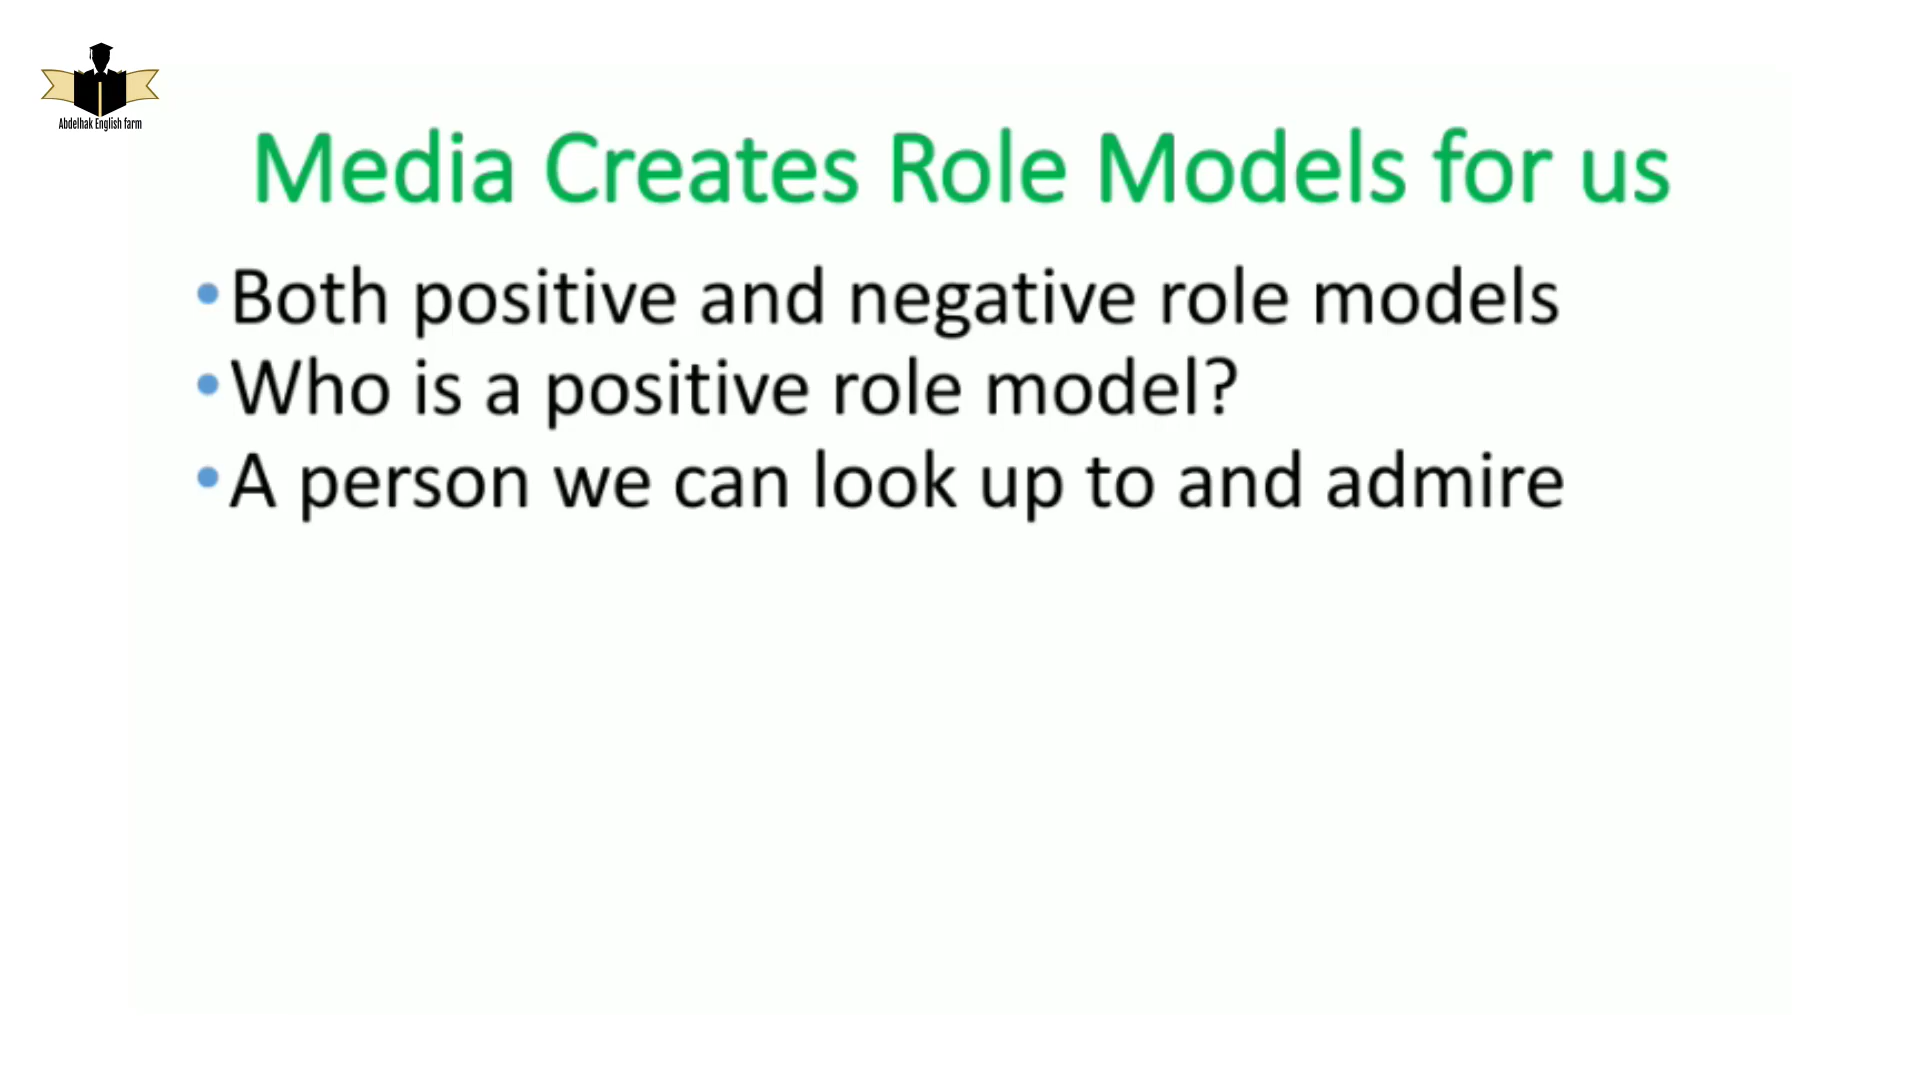 Abdelhak English farm
Media Creates Role Models for us
•Both positive and negative role models
•Who is a positive role model?
•A person we can look up to and admire